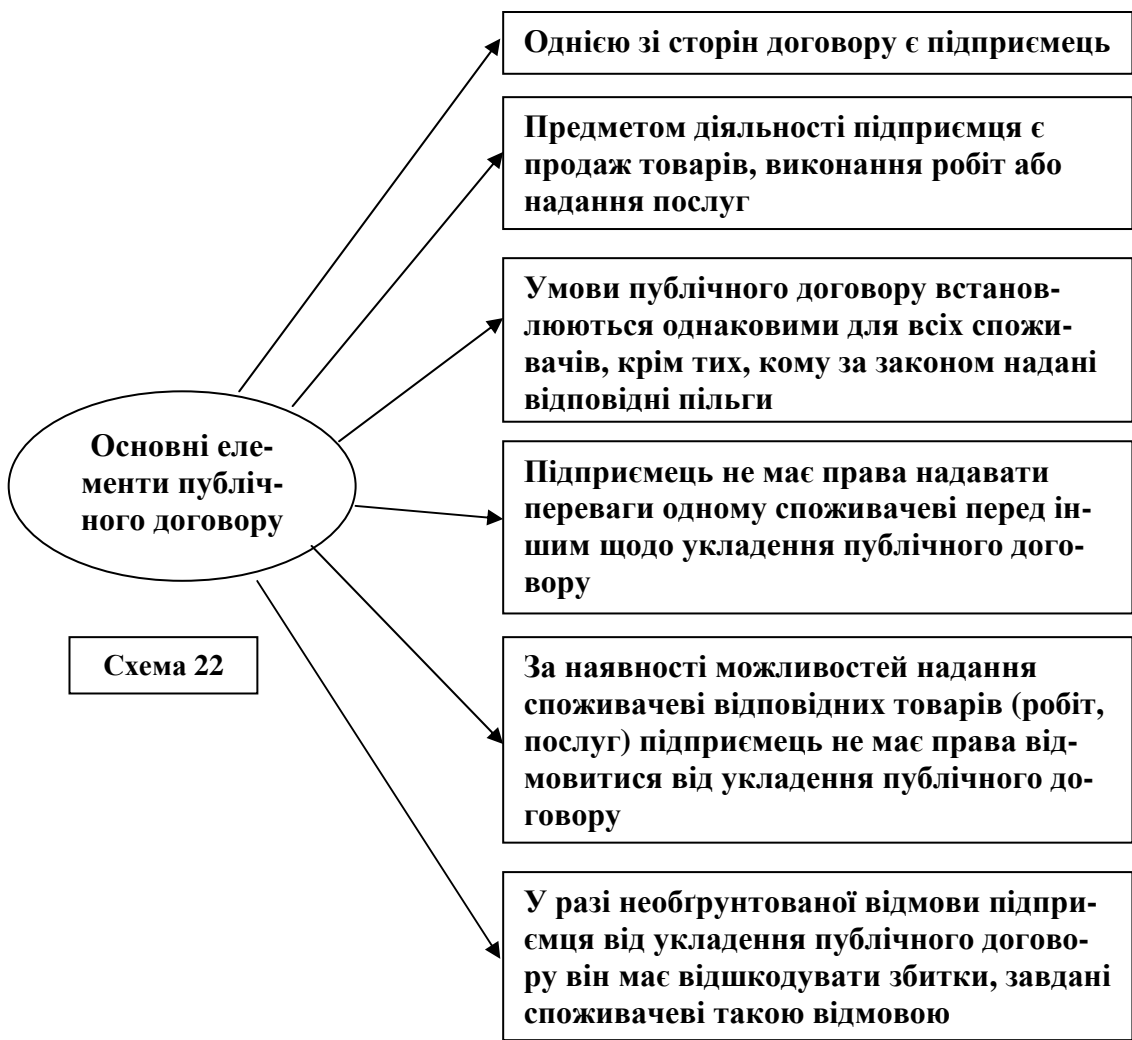 Однією зі сторін договору є підприємець
Предметом діяльності підприємця є
продаж товарів, виконання робіт або
надання послуг
Умови публічного договору встанов-
люються однаковими для всіх спожи-
вачів, крім тих, кому за законом надані
відповідні пільги
Основні еле-
менти публіч-
ного договору
Підприємець не має права надавати
переваги одному споживачеві перед ін-
шим щодо укладення публічного дого-
вору
Схема 22
За наявності можливостей надання
споживачеві відповідних товарів (робіт,
послуг) підприємець не має права від-
мовитися від укладення публічного до-
говору
У разі необґрунтованої відмови підпри-
ємця від укладення публічного догово-
ру він має відшкодувати збитки, завдані
споживачеві такою відмовою